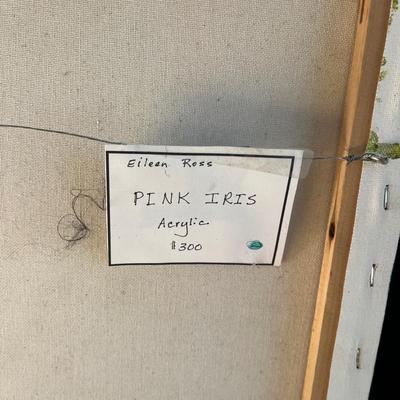 Eileen Ross
PINK IRIS
Acrylic
$300